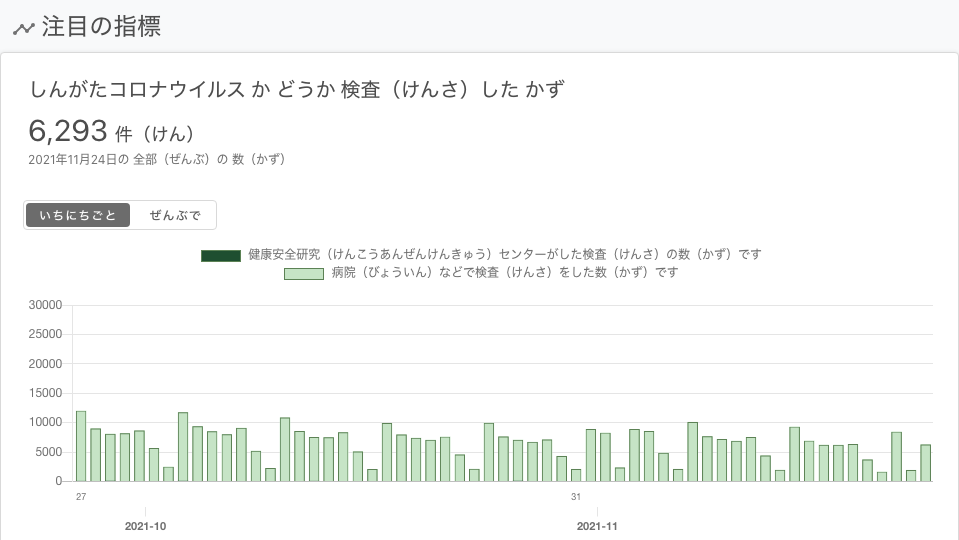 注目の指標
しんがたコロナウイルス か どうか 検査（けんさ）した かず
6,293 件（けん）
2021年11月24日の 全部（ぜんぶ）の 数（かず）
いちにちごと ぜんぶで
健康安全研究（けんこうあんぜんけんきゅう）センターがした検査（けんさ）の数（かず）です
病院（びょういん）などで検査（けんさ）をした数（かず）です
30000
25000
20000
15000
10000
5000
0
27 31
2021-10 2021-11